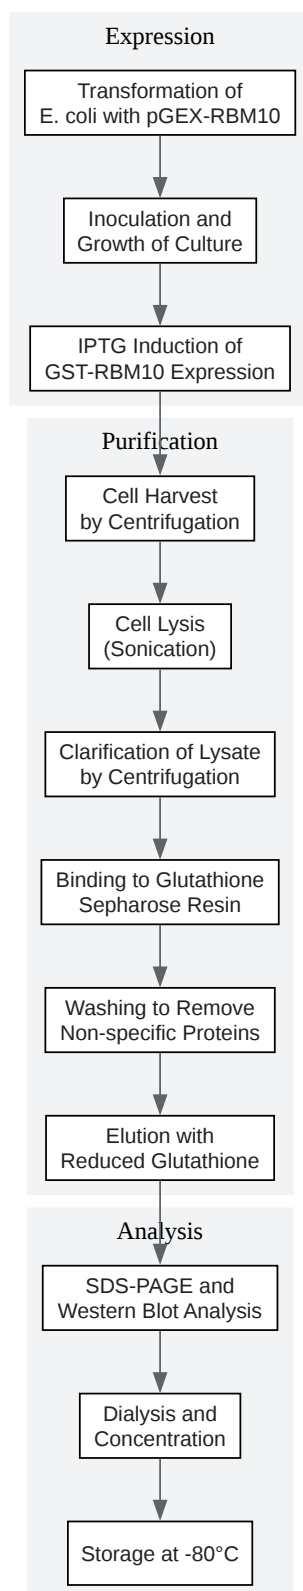 Expression
Transformation of
E. coli with pGEX-RBM10
Inoculation and
Growth of Culture
IPTG Induction of
GST-RBM10 Expression
Purification
Cell Harvest
by Centrifugation
Cell Lysis
(Sonication)
Clarification of Lysate
by Centrifugation
Binding to Glutathione
Sepharose Resin
Washing to Remove
Non-specific Proteins
Elution with
Reduced Glutathione
Analysis
SDS-PAGE and
Western Blot Analysis
Dialysis and
Concentration
Storage at -80°C